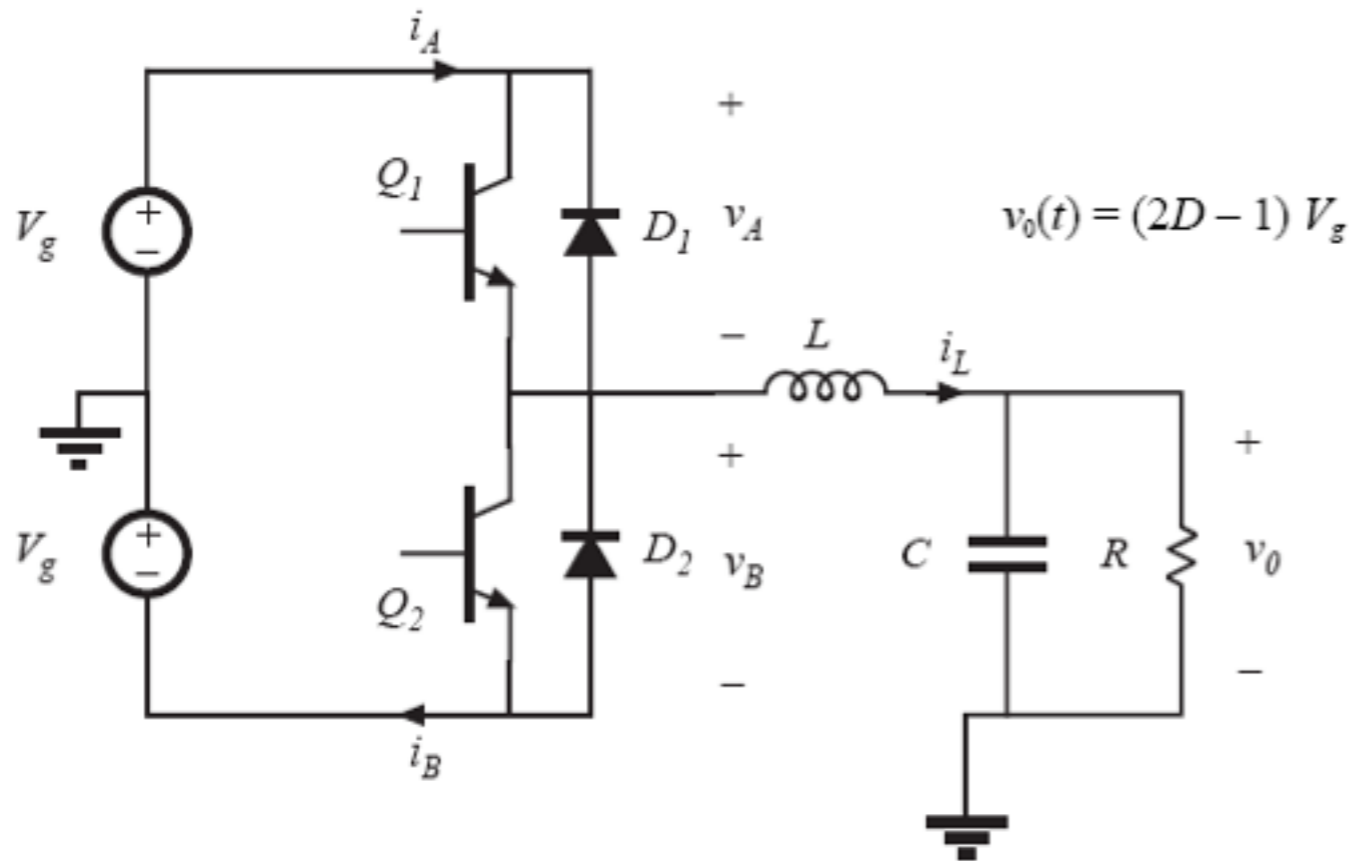 i_A
+
Q_1
V_g
+
−
D_1
v_A
v_0(t) = (2D − 1) V_g
−
L
i_L
+
+
V_g
+
−
D_2
v_B
C
R
v_0
Q_2
−
−
i_B